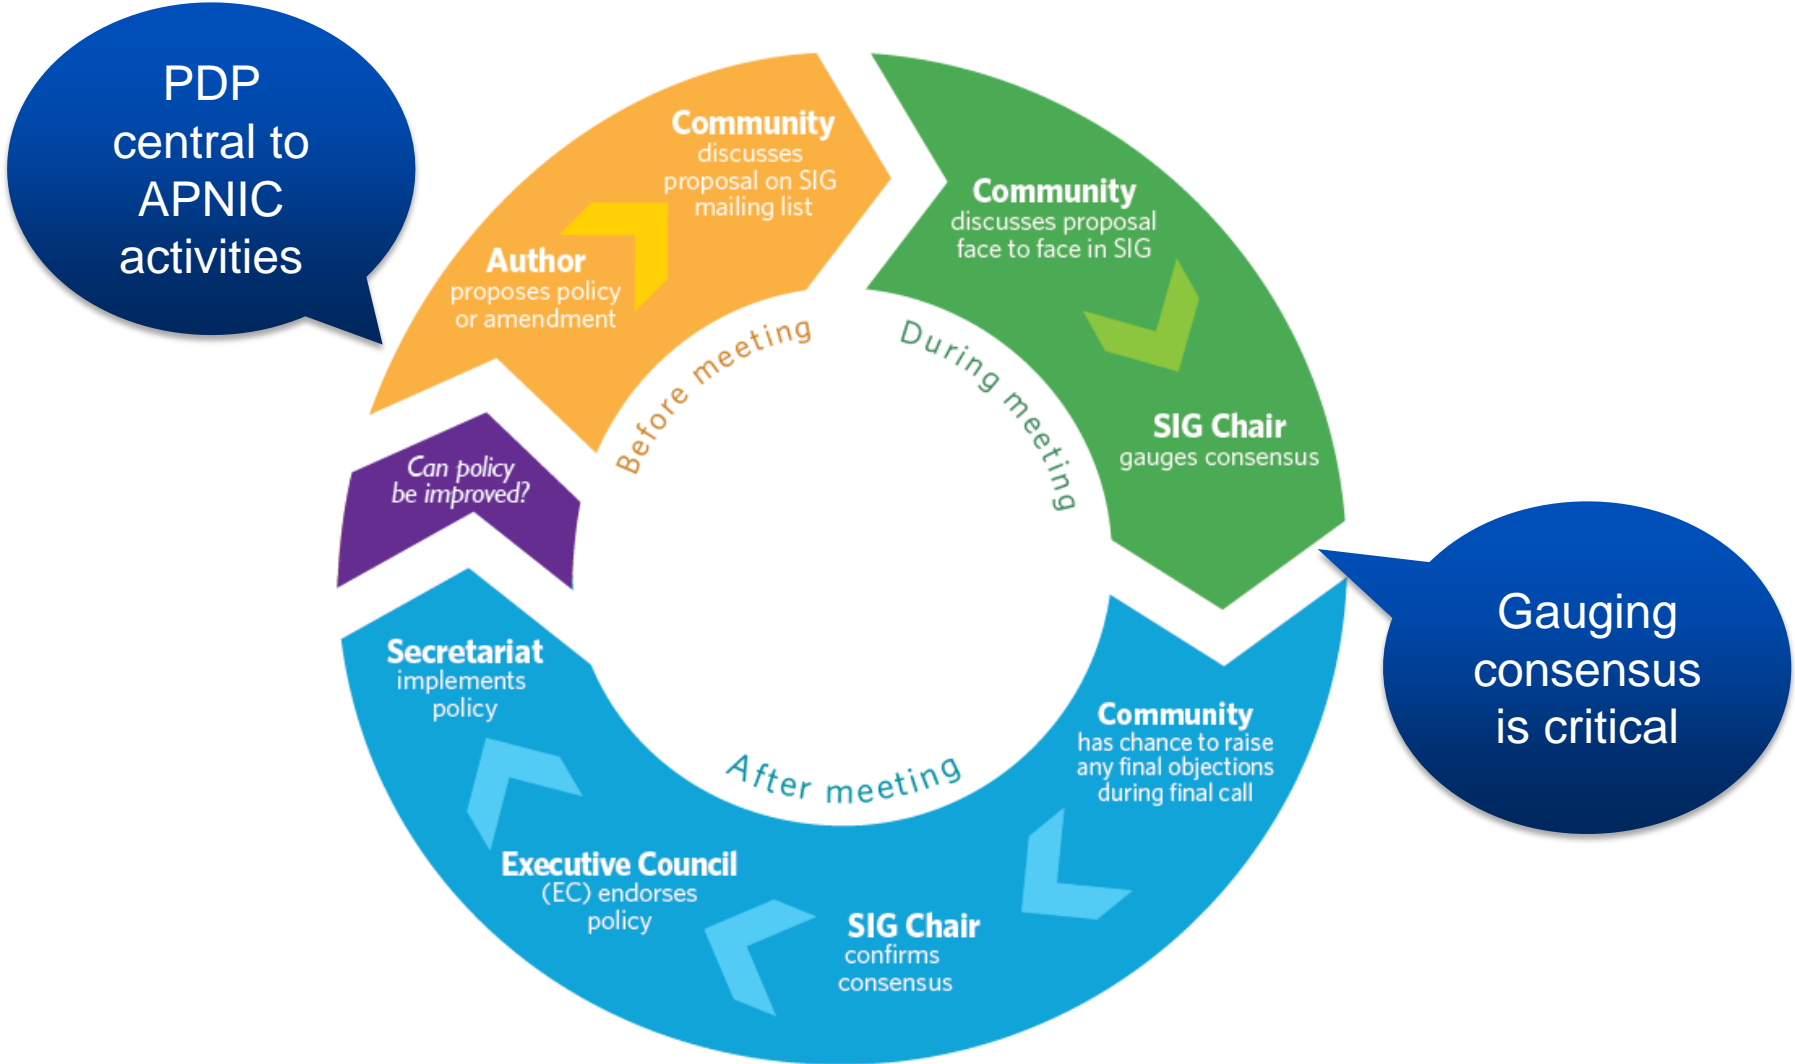 PDP
central to
APNIC
activities
Author
proposes policy
or amendment
Community
discusses
proposal on SIG
mailing list
Before meeting
Community
discusses proposal
face to face in SIG
SIG Chair
gauges consensus
During meeting
Gauging
consensus
is critical
Community
has chance to raise
any final objections
during final call
SIG Chair
confirms
consensus
Executive Council
(EC) endorses
policy
Secretariat
implements
policy
After meeting
Can policy
be improved?